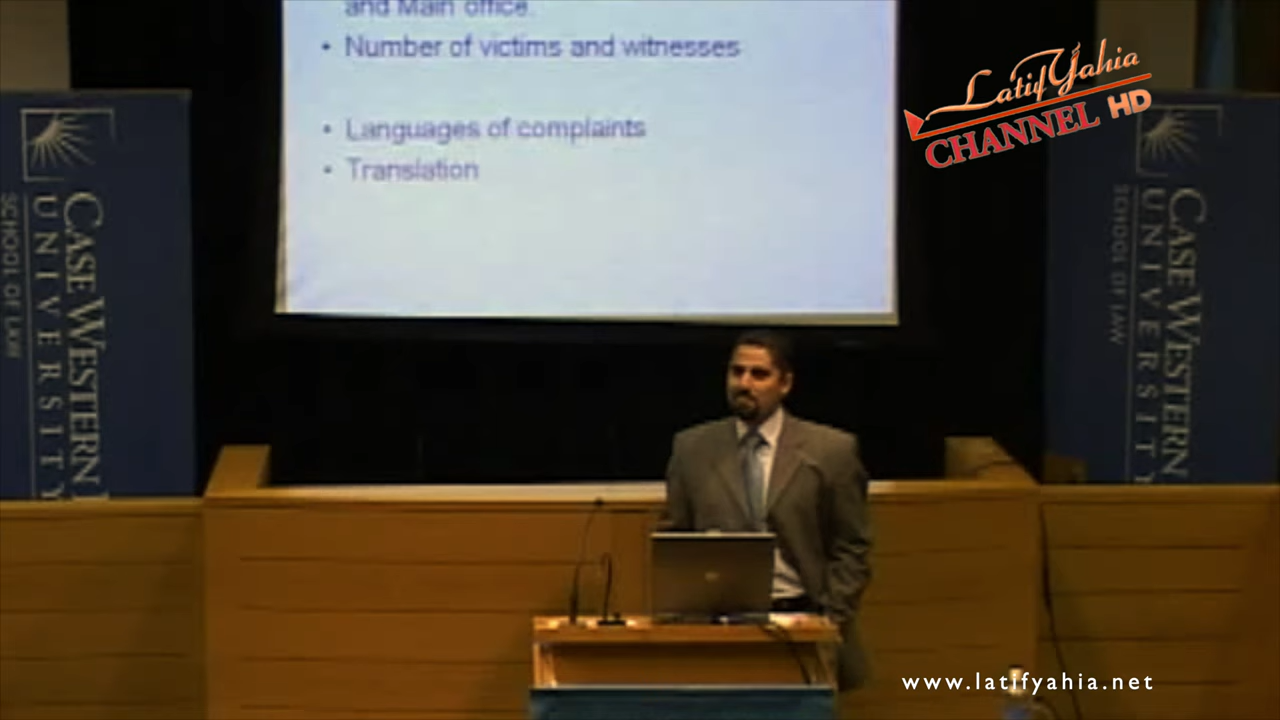 and Main office.
• Number of victims and witnesses
• Languages of complaints
• Translation
Latif Yahia
CHANNEL HD
CASE WESTERN
UNIVERSITY
SCHOOL OF LAW
CASE WESTERN
UNIVERSITY
SCHOOL OF LAW
www.latifyahia.net